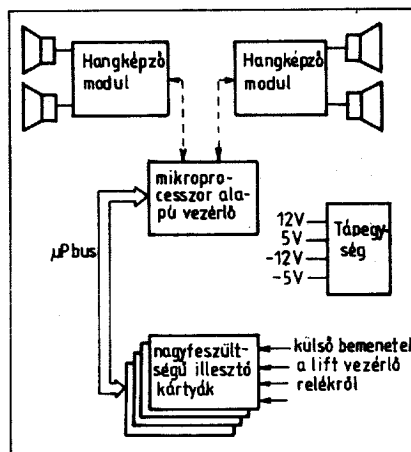 Hangképző
modul
Hangképző
modul
mikropro-
cesszor ala-
pú vezérlő
µPbus
12V
5V
-12V
-5V
Tápegy-
ség
nagyfeszült-
ségű illesztő
kártyák
külső bemenetek
a lift vezérlő
relékről